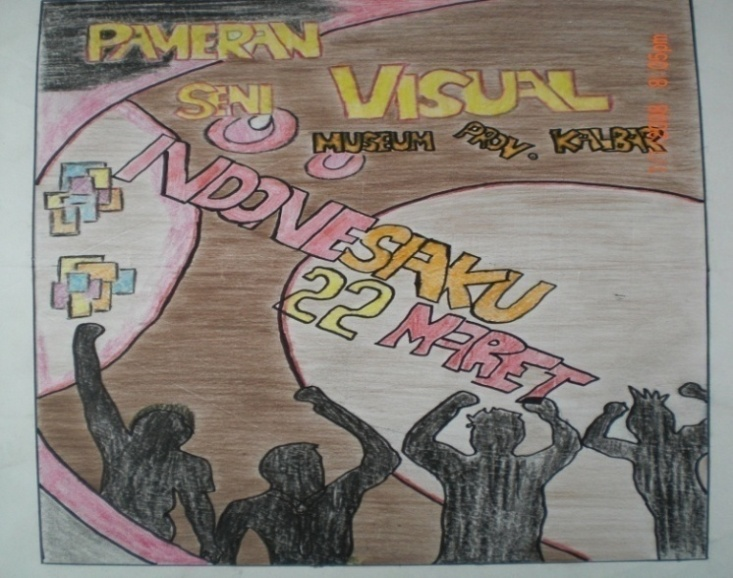 PAMERAN
SENI VISUAL
MUSEUM PROV. KALBAR
INDONESIAKU
22 MARET